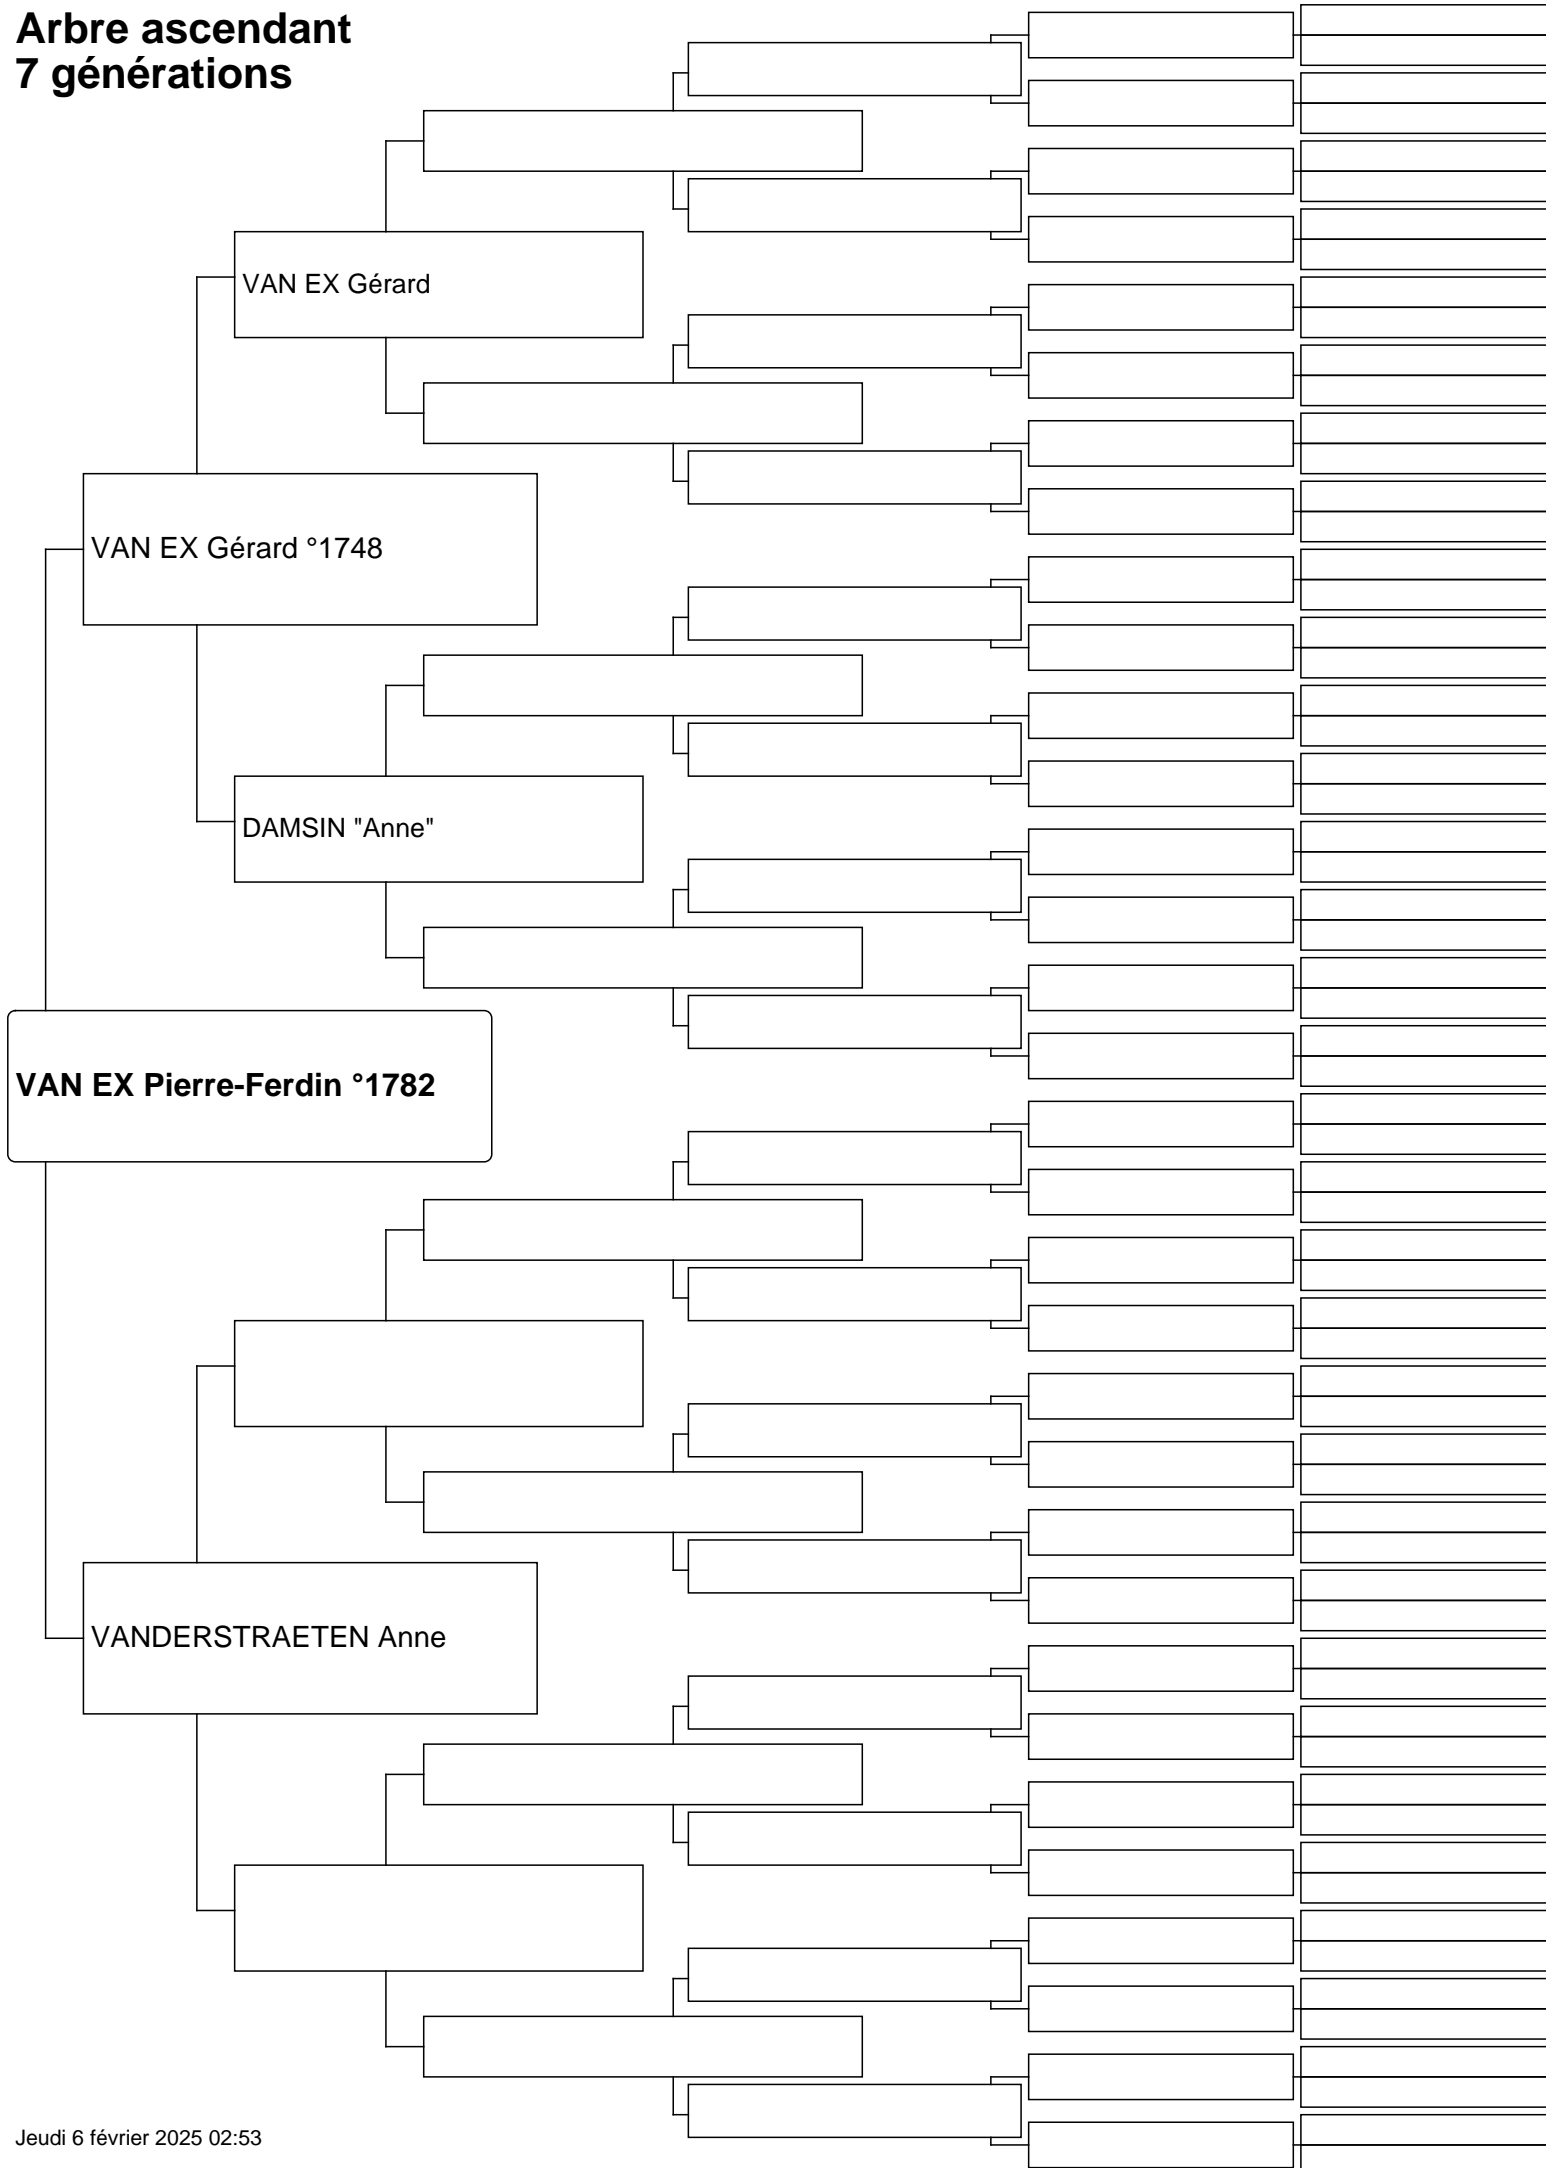 Arbre ascendant
7 générations
VAN EX Gérard
VAN EX Gérard °1748
DAMSIN "Anne"
VAN EX Pierre-Ferdin °1782
VANDERSTRAETEN Anne
Jeudi 6 février 2025 02:53